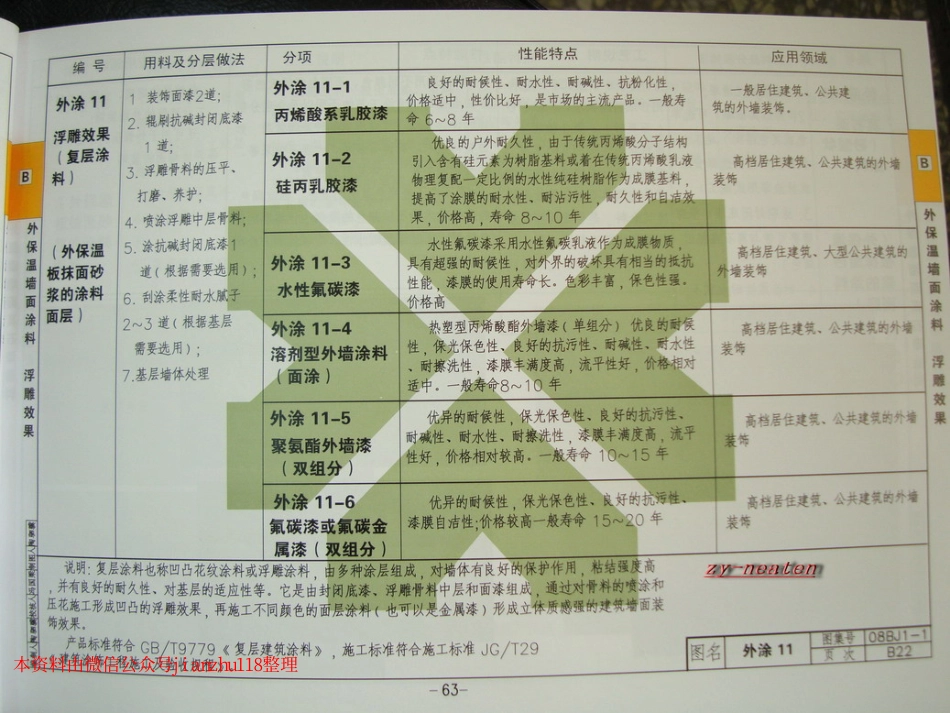 编 号
用料及分层做法
分项
性能特点
应用领域
外涂 11
浮雕效果
（复层涂
料）
（外保温
板抹面砂
浆的涂料
面层）
1 装饰面漆2道；
2. 辊刷抗碱封闭底漆
1 道；
3. 浮雕骨料的压平、
打磨、养护；
4. 喷涂浮雕中层骨料；
5. 涂抗碱封闭底漆1
道（根据需要选用）；
6. 刮涂柔性耐水腻子
2~3 道（根据基层
需要选用）；
7.基层墙体处理
外涂 11-1
丙烯酸系乳胶漆
良好的耐候性、耐水性、耐碱性、抗粉化性，
价格适中，性价比好，是市场的主流产品。一般寿
命 6~8 年
一般居住建筑、公共建
筑的外墙装饰。
外涂 11-2
硅丙乳胶漆
优良的户外耐久性，由于传统丙烯酸分子结构
引入含有硅元素为树脂基料或着在传统丙烯酸乳液
物理复配一定比例的水性纯硅树脂作为成膜基料，
提高了涂膜的耐水性、耐沾污性，耐久性和自洁效
果，价格高，寿命 8~10 年
高档居住建筑、公共建筑的外墙
装饰
外涂 11-3
水性氟碳漆
水性氟碳漆采用水性氟碳乳液作为成膜物质，
具有超强的耐候性，对外界的破坏具有相当的抵抗
性能，漆膜的使用寿命长。色彩丰富，保色性强。
价格高
高档居住建筑、大型公共建筑的
外墙装饰
外涂 11-4
溶剂型外墙涂料
（面涂）
热塑型丙烯酸酯外墙漆（单组分） 优良的耐候
性，保光保色性、良好的抗污性、耐碱性、耐水性
、耐擦洗性，漆膜丰满度高，流平性好，价格相对
适中。一般寿命8~10 年
高档居住建筑、公共建筑的外墙
装饰
外涂 11-5
聚氨酯外墙漆
（双组分）
优异的耐候性，保光保色性、良好的抗污性、
耐碱性、耐水性、耐擦洗性，漆膜丰满度高，流平
性好，价格相对较高。一般寿命 10~15 年
高档居住建筑、公共建筑的外墙
装饰
外涂 11-6
氟碳漆或氟碳金
属漆（双组分）
优异的耐候性，保光保色性、良好的抗污性、
漆膜自洁性;价格较高一般寿命 15~20 年
高档居住建筑、公共建筑的外墙
装饰
说明: 复层涂料也称凹凸花纹涂料或浮雕涂料，由多种涂层组成，对墙体有良好的保护作用，粘结强度高
，并有良好的耐久性、对基层的适应性等。它是由封闭底漆、浮雕骨料中层和面漆组成，通过对骨料的喷涂和
压花施工形成凹凸的浮雕效果，再施工不同颜色的面层涂料（也可以是金属漆）形成立体质感强的建筑墙面装
饰效果。
产品标准符合 GB/T9779《复层建筑涂料》，施工标准符合施工标准 JG/T29
zy-newton
本资料由微信公众号jianzhu118整理
图名
外涂 11
图集号
08BJ1-1
页 次
B22
-63-
B
外保温墙面涂料 浮雕效果
B
外保温墙面涂料 浮雕效果